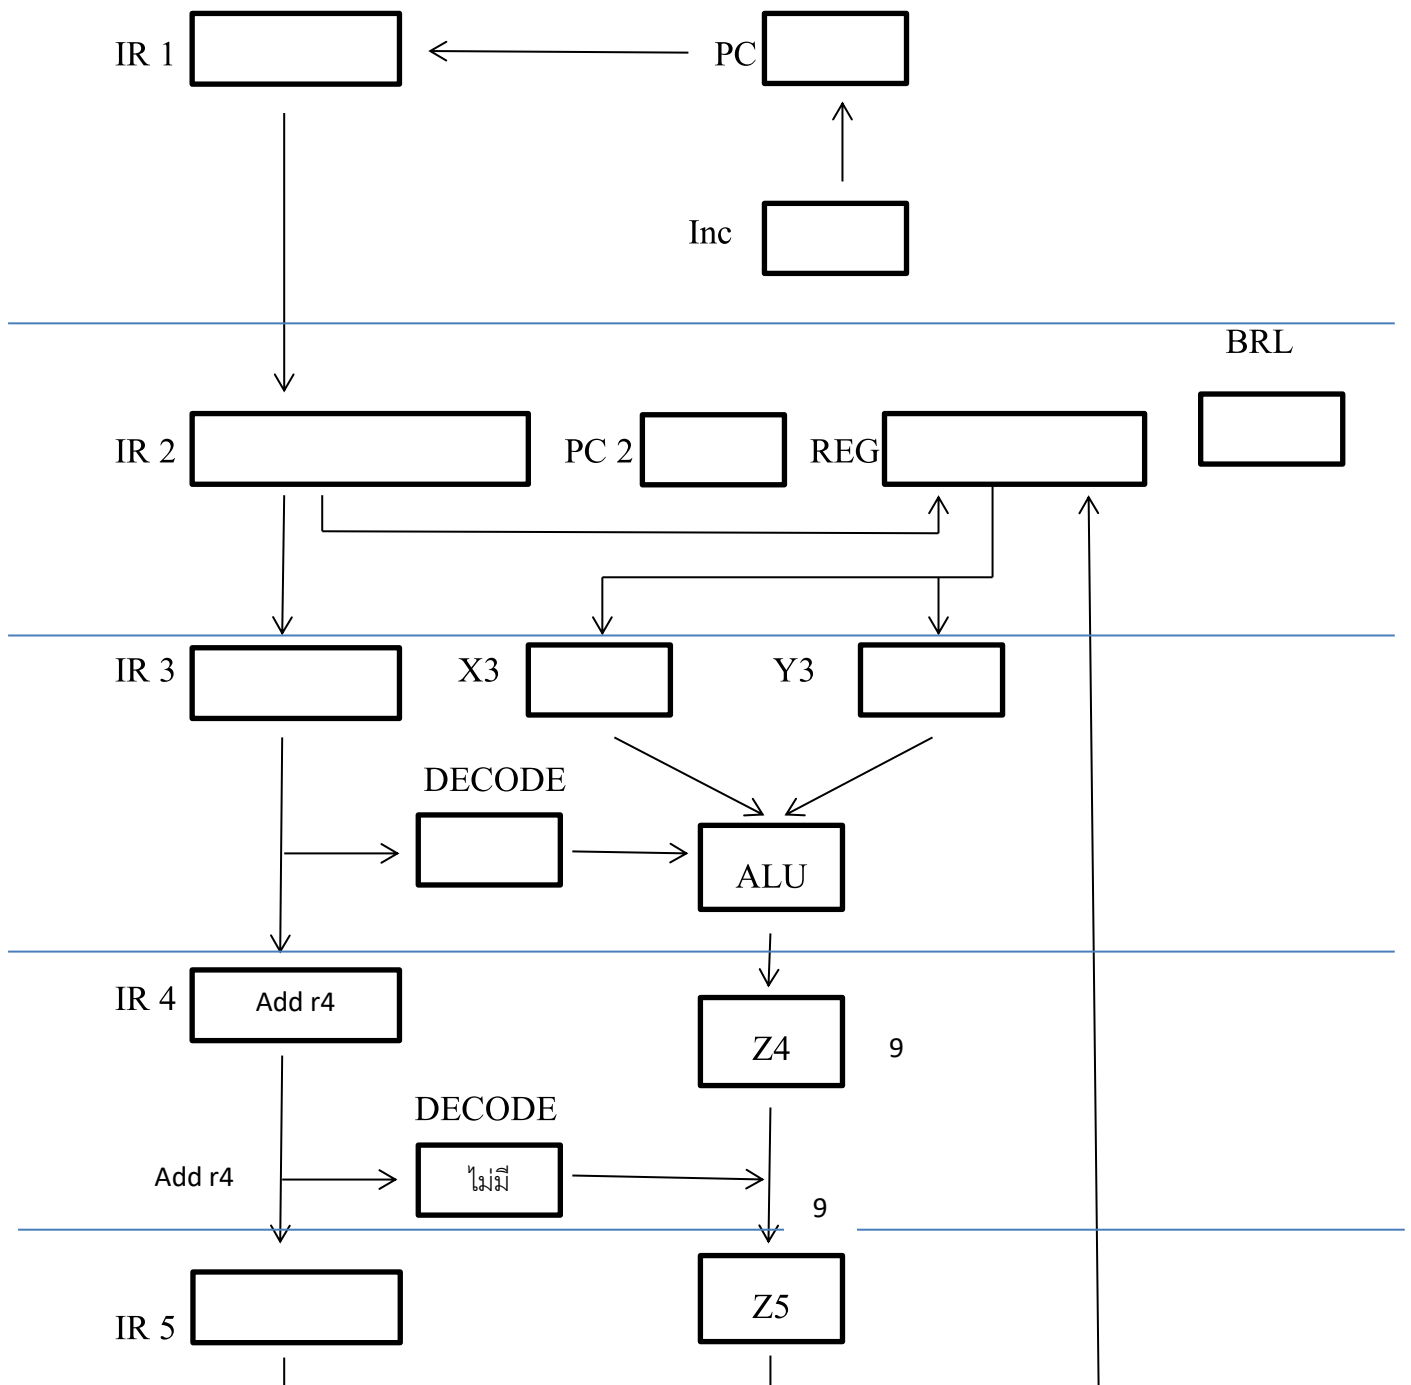 IR 1
PC
Inc
BRL
IR 2
PC 2
REG
IR 3
X3
Y3
DECODE
ALU
IR 4
Add r4
Z4
9
DECODE
Add r4
ไม่มี
9
IR 5
Z5